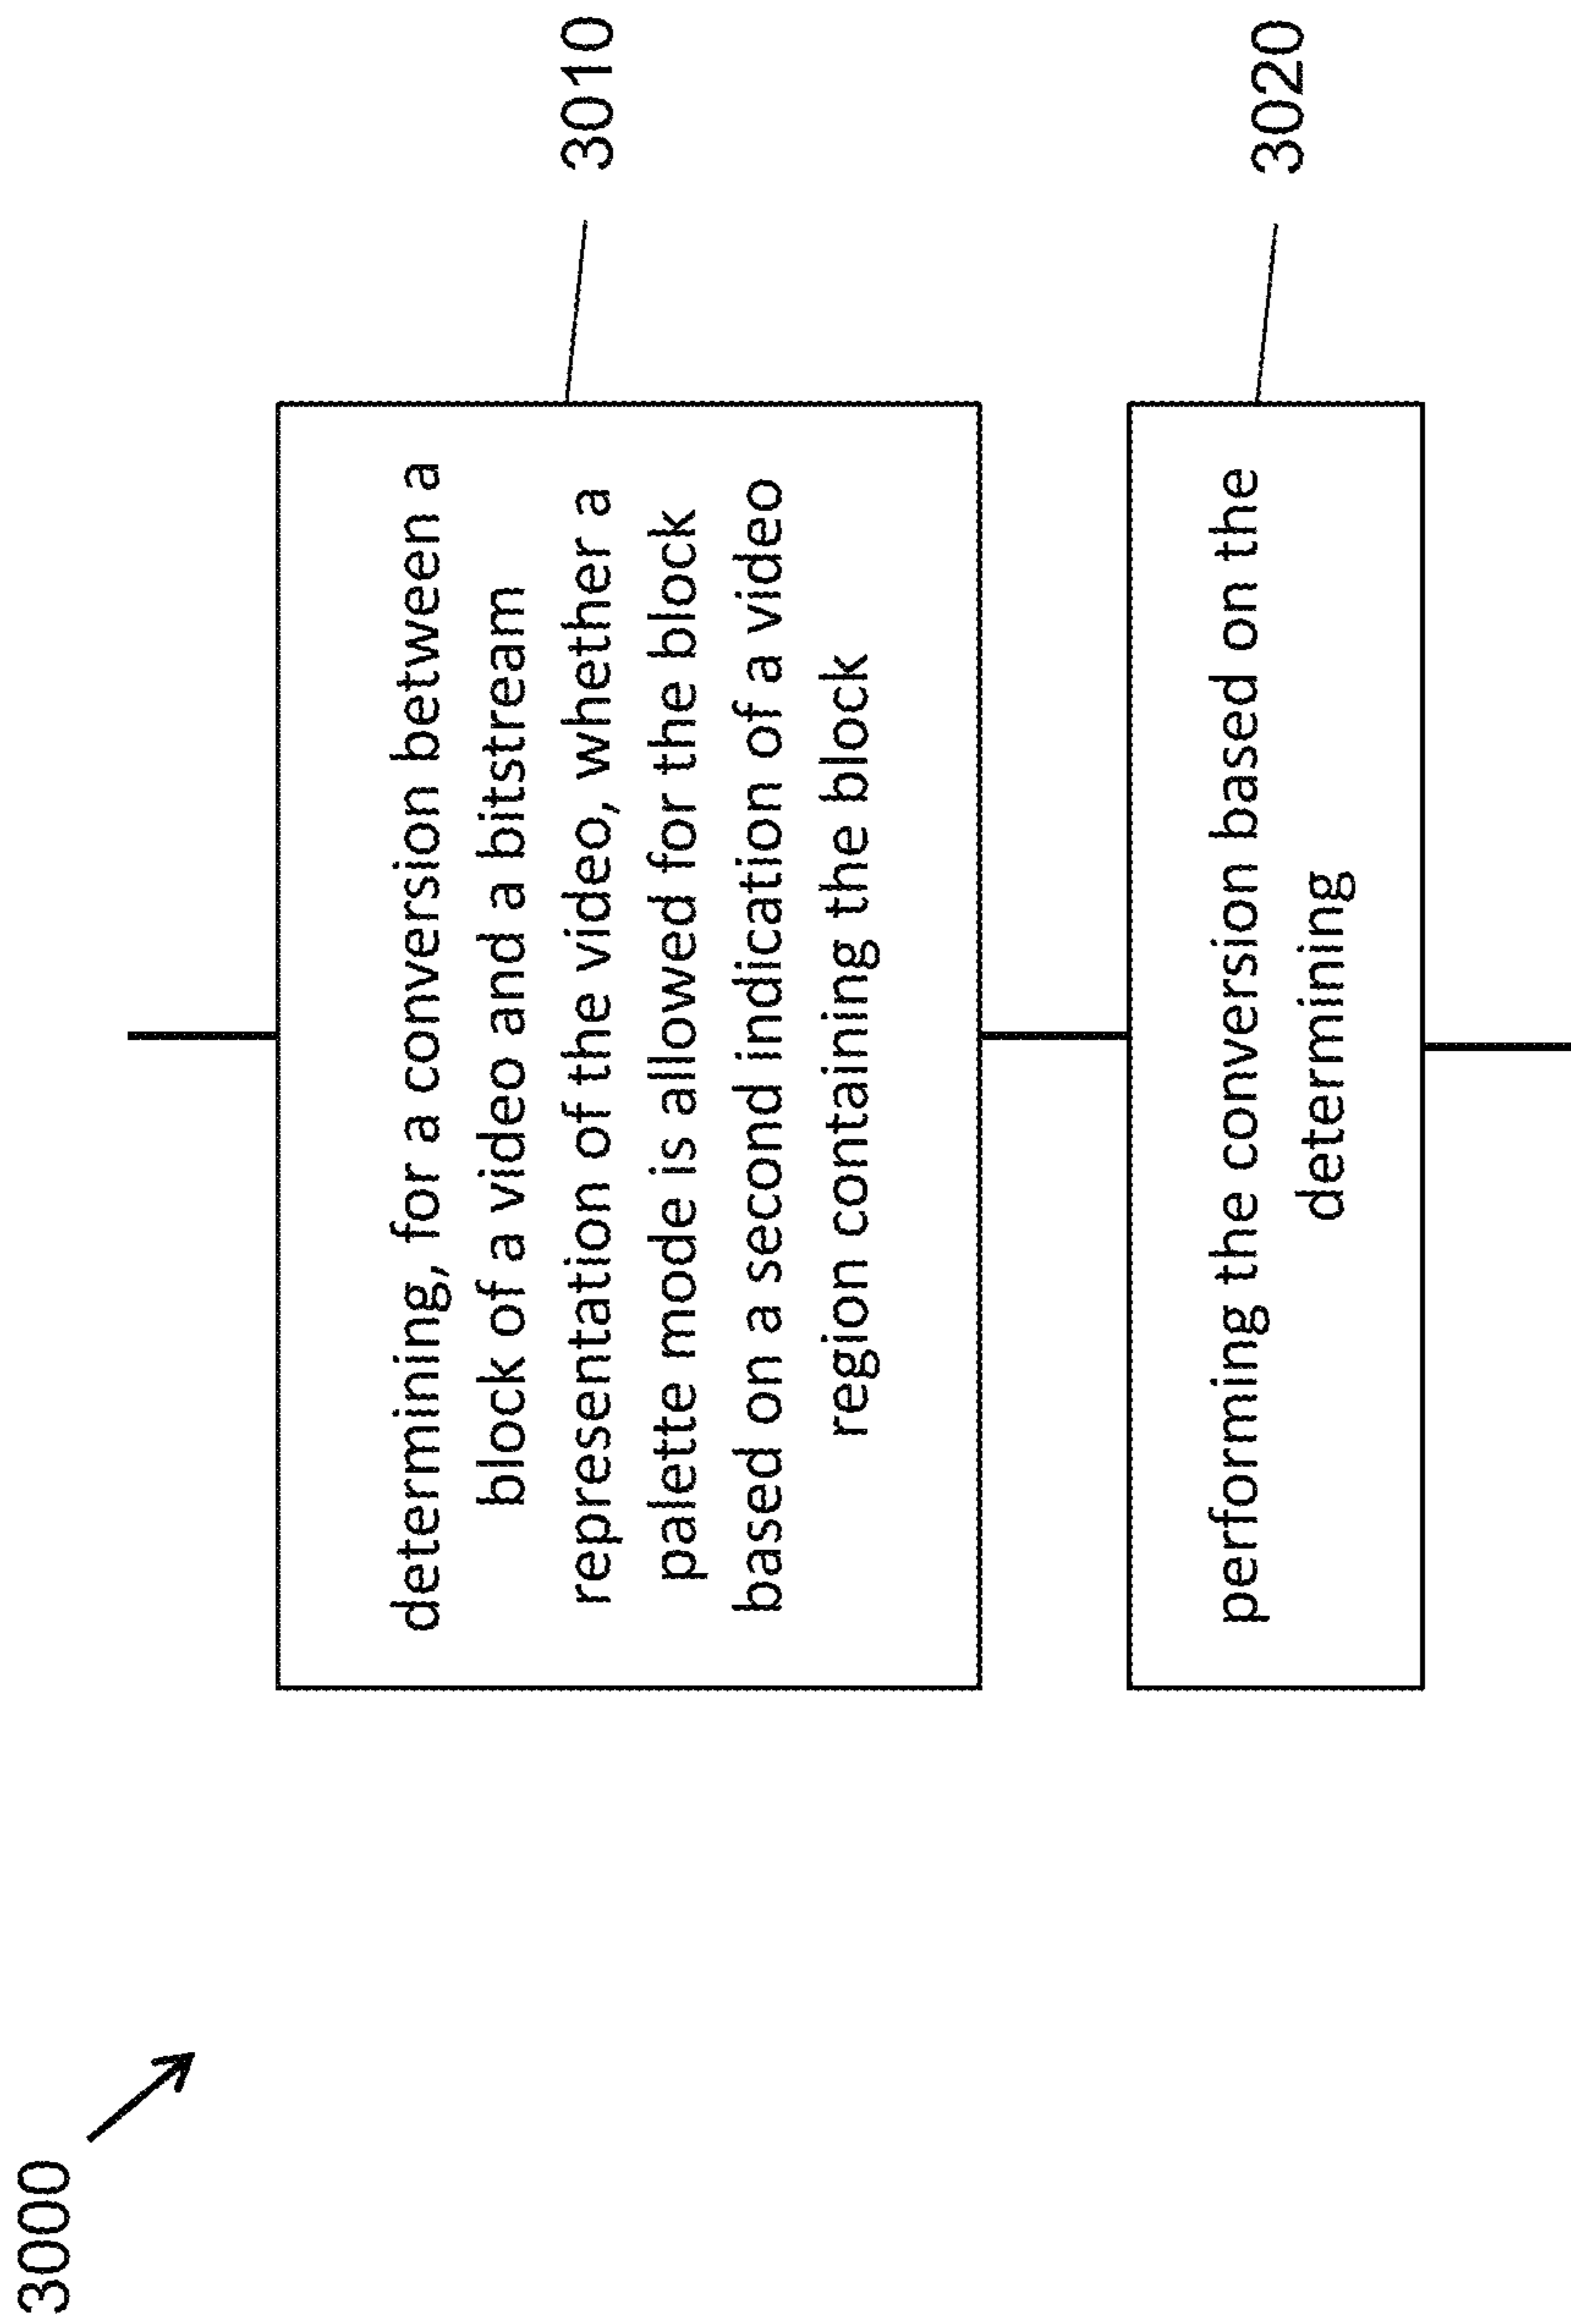 3000
determining, for a conversion between a
block of a video and a bitstream
representation of the video, whether a
palette mode is allowed for the block
based on a second indication of a video
region containing the block
3010
performing the conversion based on the
determining
3020